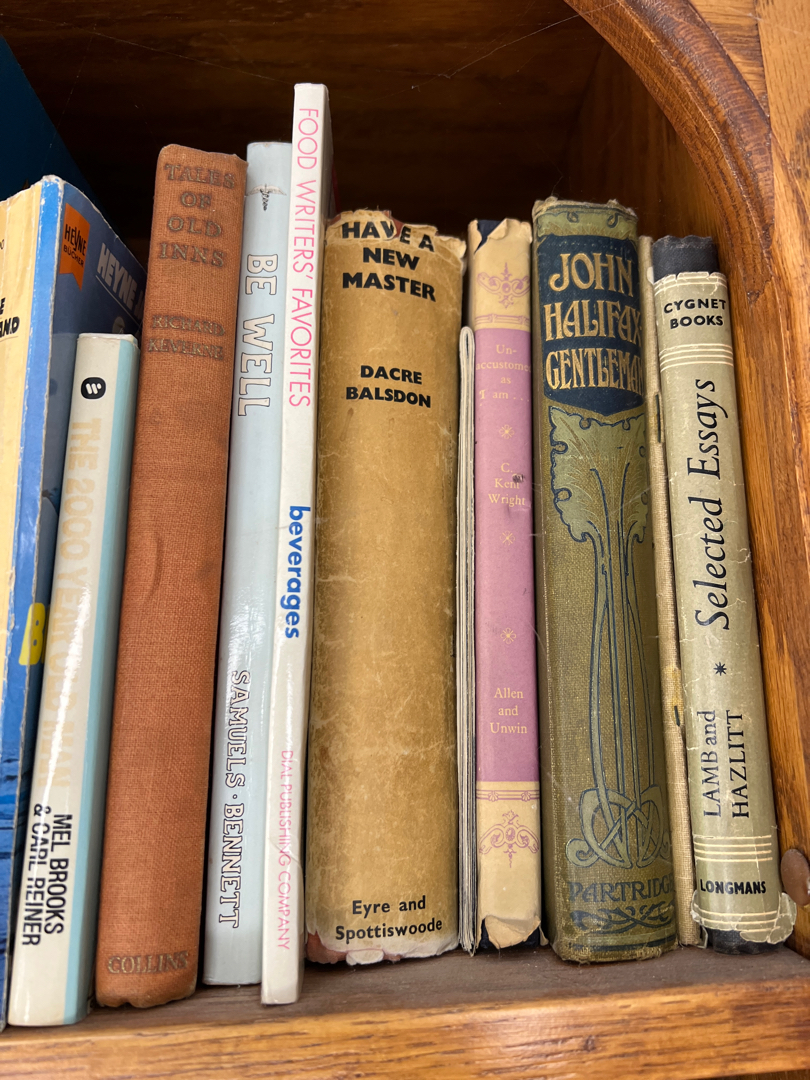 HEYNE
BÜCHER
HEYNE
THE 2000 YEAR OLD MAN
MEL BROOKS
& CARL REINER
TALES
OF
OLD
INNS
RICHARD
KEVERNE
COLLINS
BE WELL
SAMUELS · BENNETT
FOOD WRITERS' FAVORITES
beverages
DIAL PUBLISHING COMPANY
HAVE A
NEW
MASTER
DACRE
BALSDON
Eyre and
Spottiswoode
Un-
accustomed
as
I am ...
C.
Kent
Wright
Allen
and
Unwin
JOHN
HALIFAX
GENTLEMAN
PARTRIDGE
CYGNET
BOOKS
LAMB and
HAZLITT
* Selected Essays
LONGMANS